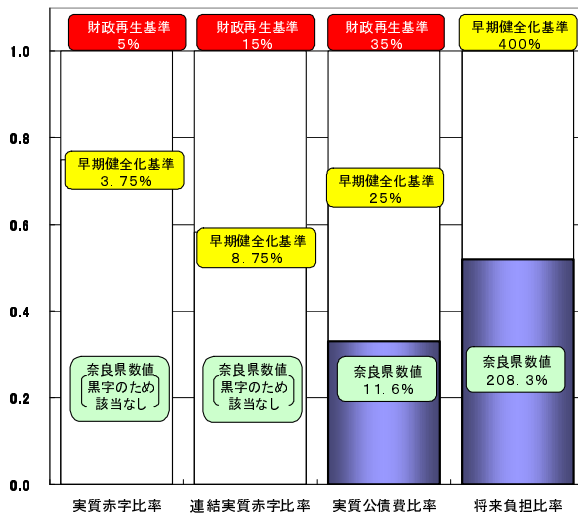 財政再生基準
5%
財政再生基準
15%
財政再生基準
35%
早期健全化基準
400%
1.0
0.8
0.6
0.4
0.2
0.0
早期健全化基準
3.75%
早期健全化基準
8.75%
早期健全化基準
25%
奈良県数値
黒字のため
該当なし
奈良県数値
黒字のため
該当なし
奈良県数値
11.6%
奈良県数値
208.3%
実質赤字比率
連結実質赤字比率
実質公債費比率
将来負担比率